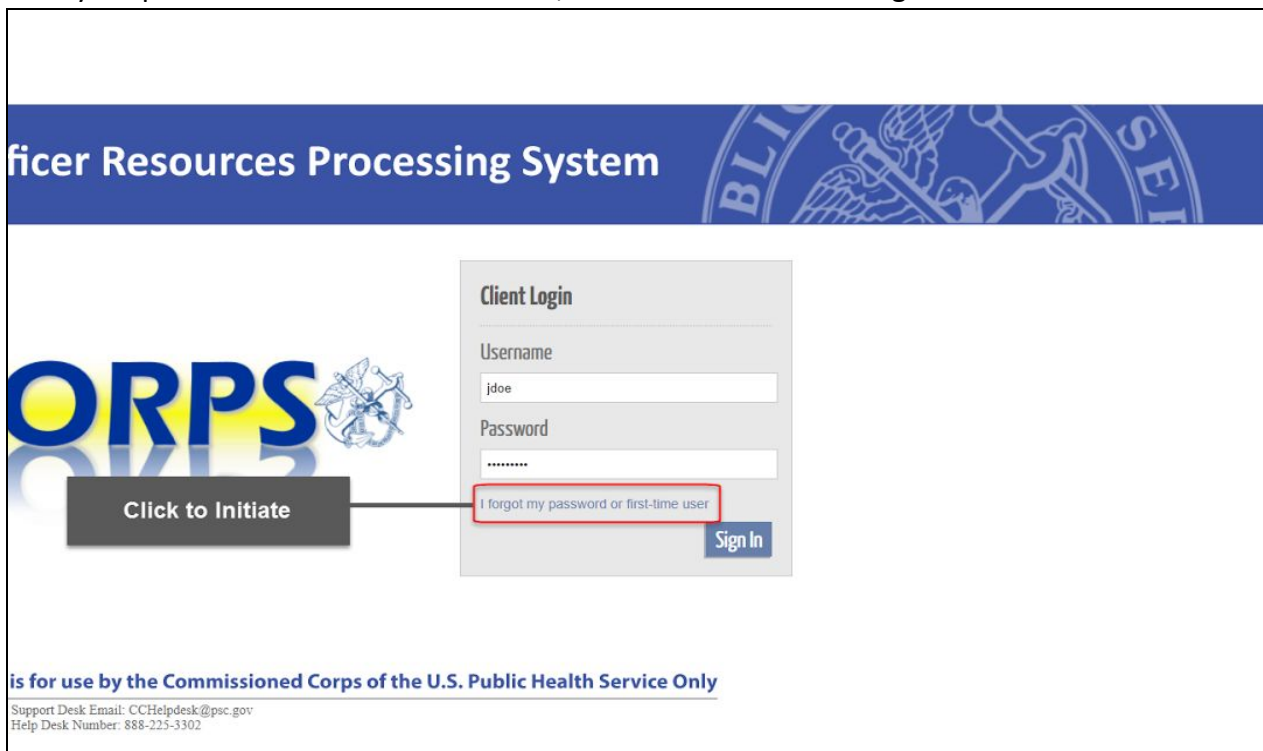 ficer Resources Processing System
BLIC SE
Client Login
Username
jdoe
Password
•••••••••
I forgot my password or first-time user
Click to Initiate
Sign In
ORPS
is for use by the Commissioned Corps of the U.S. Public Health Service Only
Support Desk Email: CCHelpdesk@psc.gov
Help Desk Number: 888-225-3302